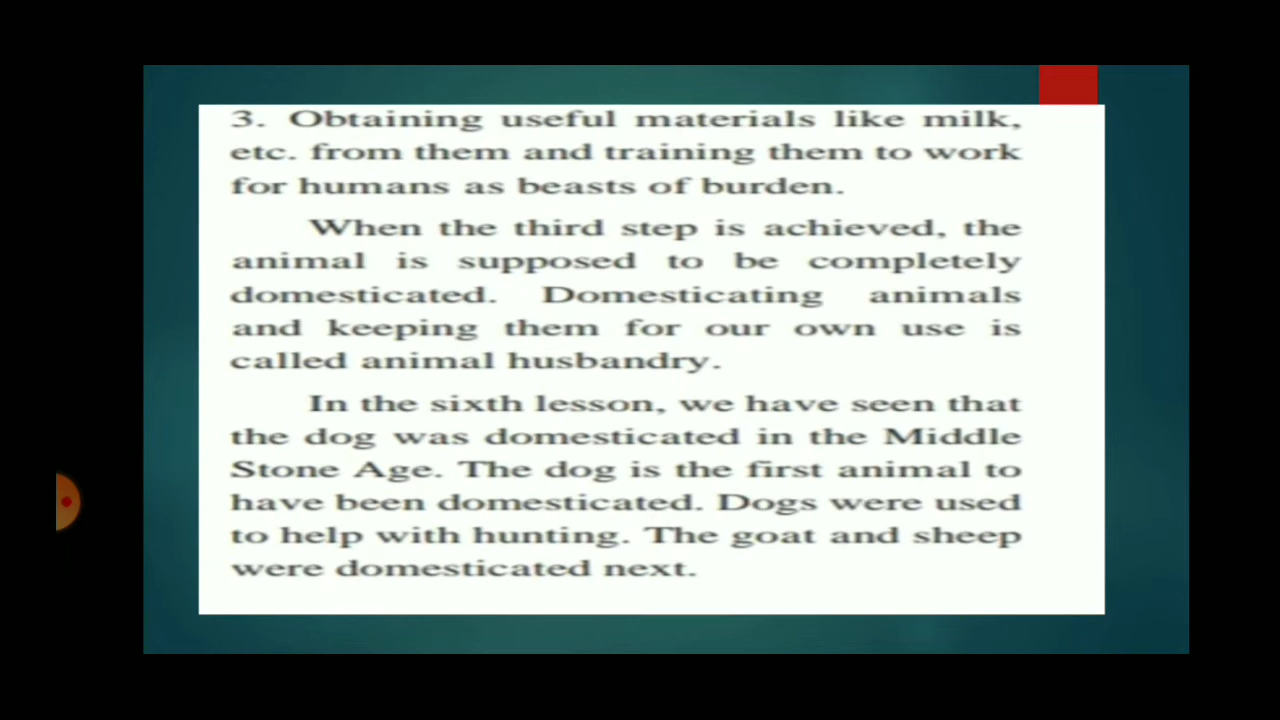 3. Obtaining useful materials like milk,
etc. from them and training them to work
for humans as beasts of burden.
When the third step is achieved, the
animal is supposed to be completely
domesticated. Domesticating animals
and keeping them for our own use is
called animal husbandry.
In the sixth lesson, we have seen that
the dog was domesticated in the Middle
Stone Age. The dog is the first animal to
have been domesticated. Dogs were used
to help with hunting. The goat and sheep
were domesticated next.